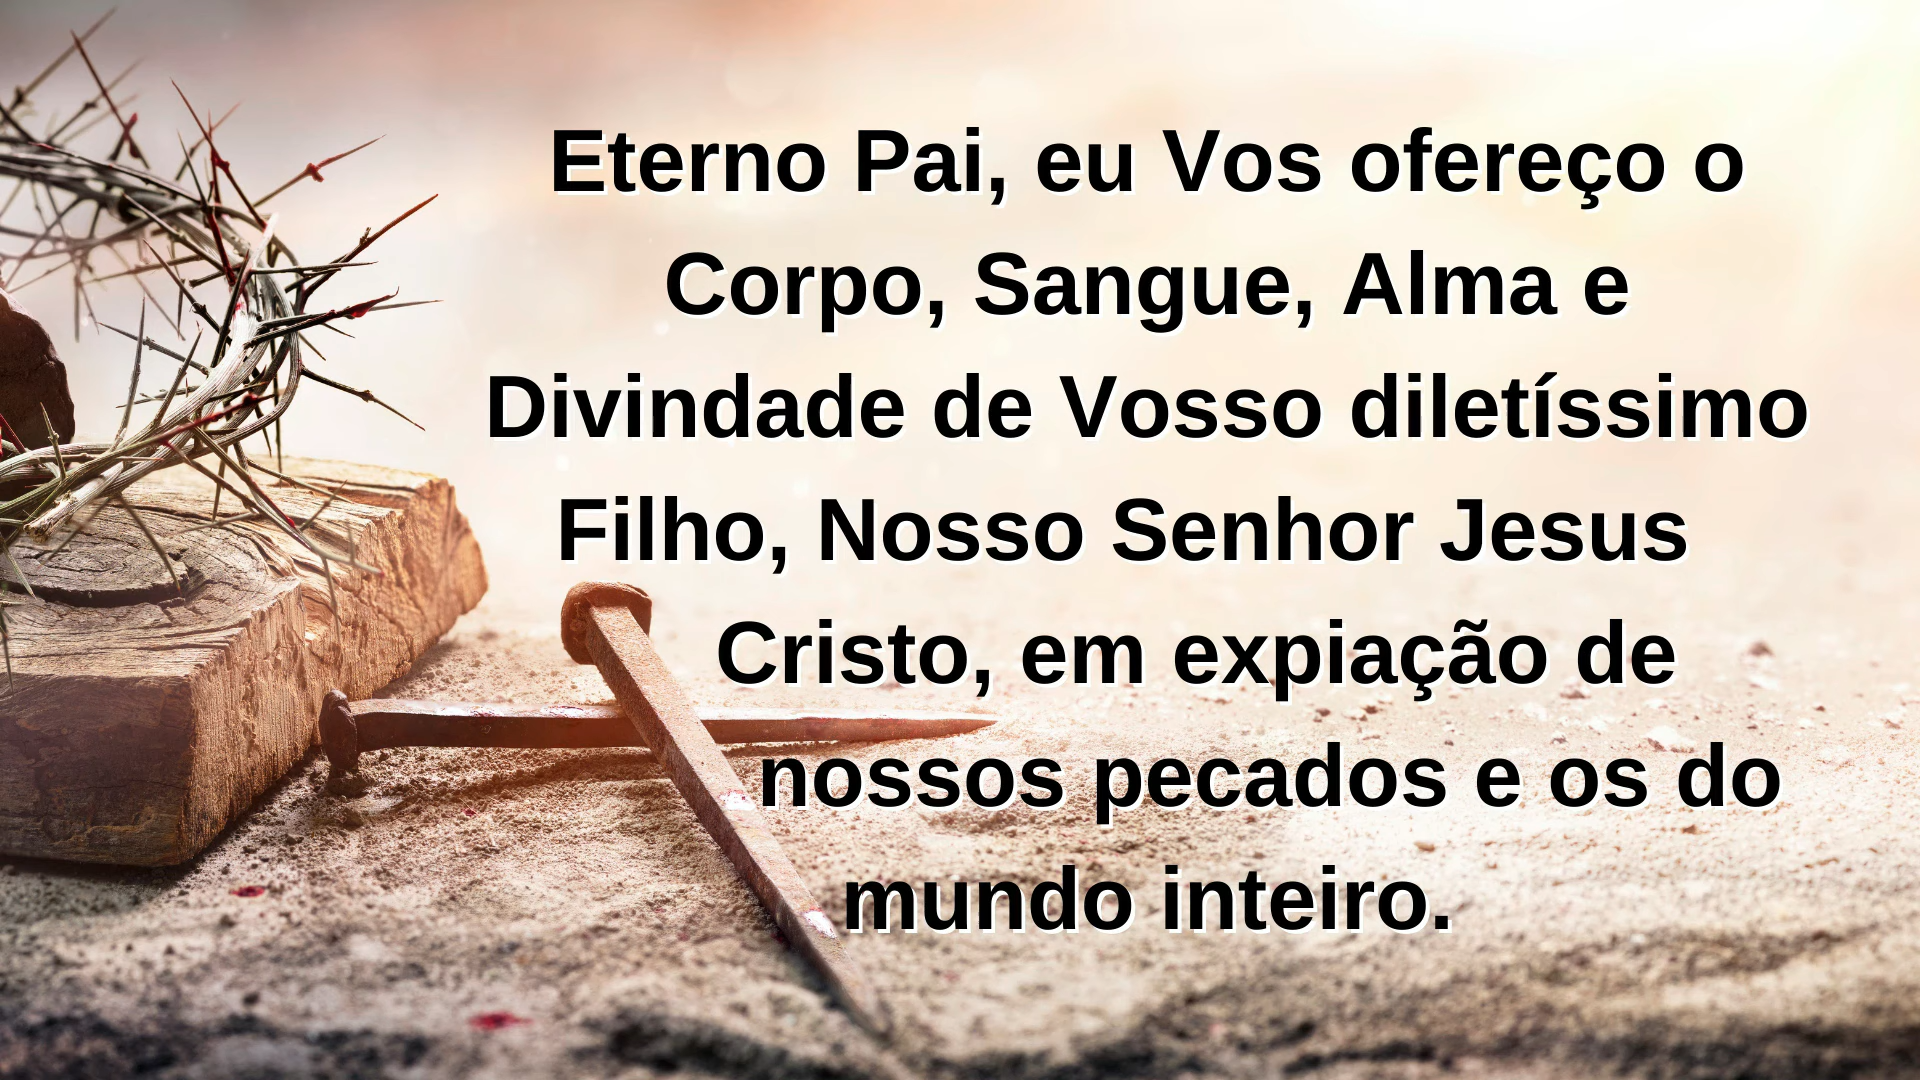 Eterno Pai, eu Vos ofereço o
Corpo, Sangue, Alma e
Divindade de Vosso diletíssimo
Filho, Nosso Senhor Jesus
Cristo, em expiação de
nossos pecados e os do
mundo inteiro.